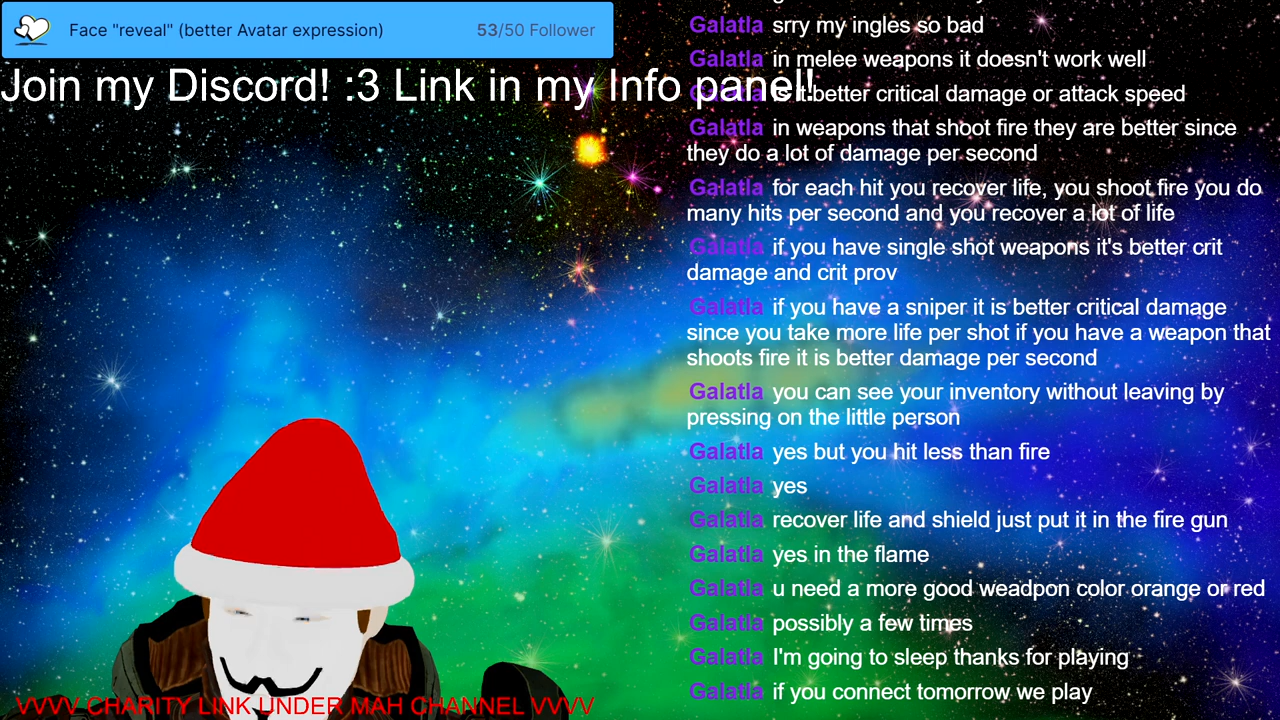 Face "reveal" (better Avatar expression) 53/50 Follower
Join my Discord! :3 Link in my Info panel!
Galatla srry my ingles so bad
Galatla in melee weapons it doesn't work well
Galatla is it better critical damage or attack speed
Galatla in weapons that shoot fire they are better since
they do a lot of damage per second
Galatla for each hit you recover life, you shoot fire you do
many hits per second and you recover a lot of life
Galatla if you have single shot weapons it's better crit
damage and crit prov
Galatla if you have a sniper it is better critical damage
since you take more life per shot if you have a weapon that
shoots fire it is better damage per second
Galatla you can see your inventory without leaving by
pressing on the little person
Galatla yes but you hit less than fire
Galatla yes
Galatla recover life and shield just put it in the fire gun
Galatla yes in the flame
Galatla u need a more good weadpon color orange or red
Galatla possibly a few times
Galatla I'm going to sleep thanks for playing
Galatla if you connect tomorrow we play
VVVV CHARITY LINK UNDER MAH CHANNEL VVVV